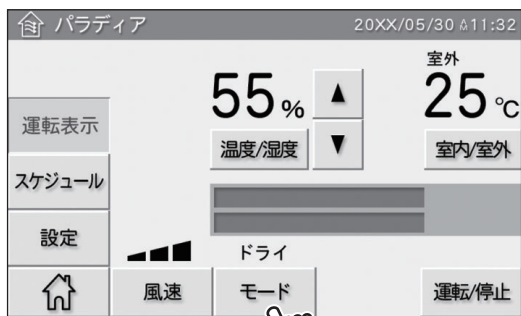 パラディア 20XX/05/30 11:32
室外
55% ▲ 25℃
運転表示
温度/湿度 ▼ 室内/室外
スケジュール
設定
ドライ
風速 モード 運転/停止